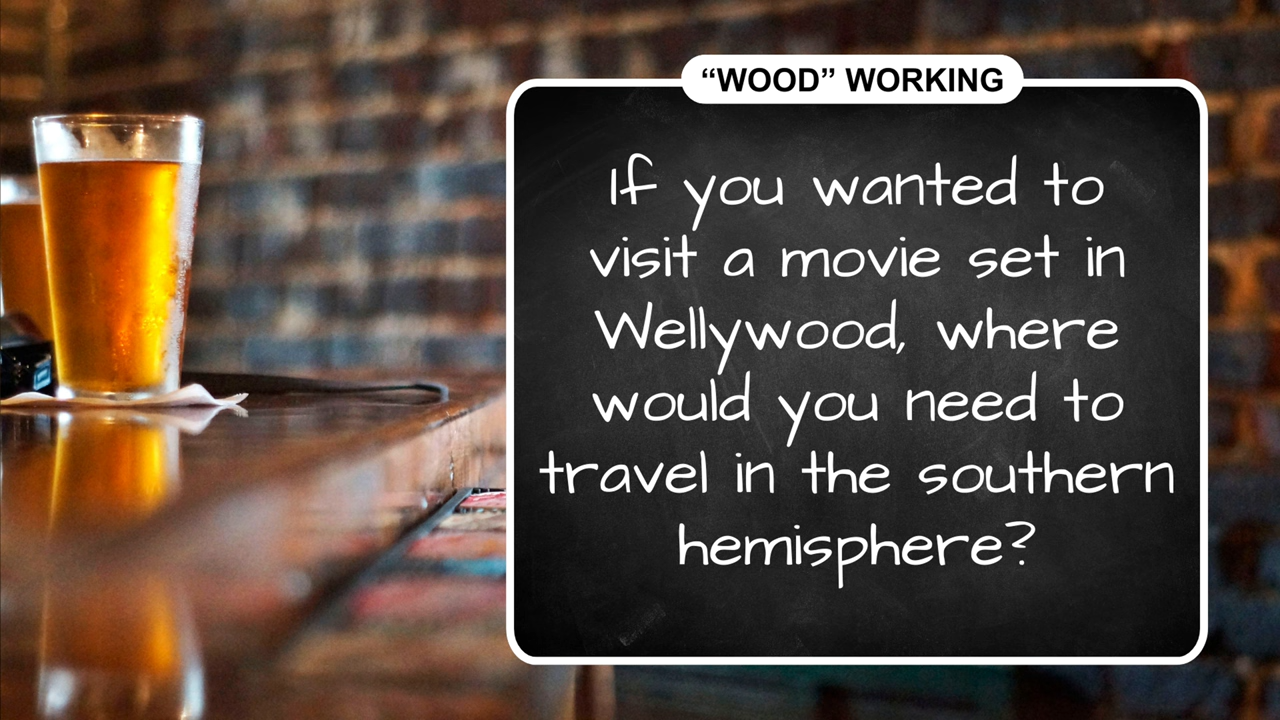 “WOOD” WORKING
If you wanted to
visit a movie set in
Wellywood, where
would you need to
travel in the southern
hemisphere?